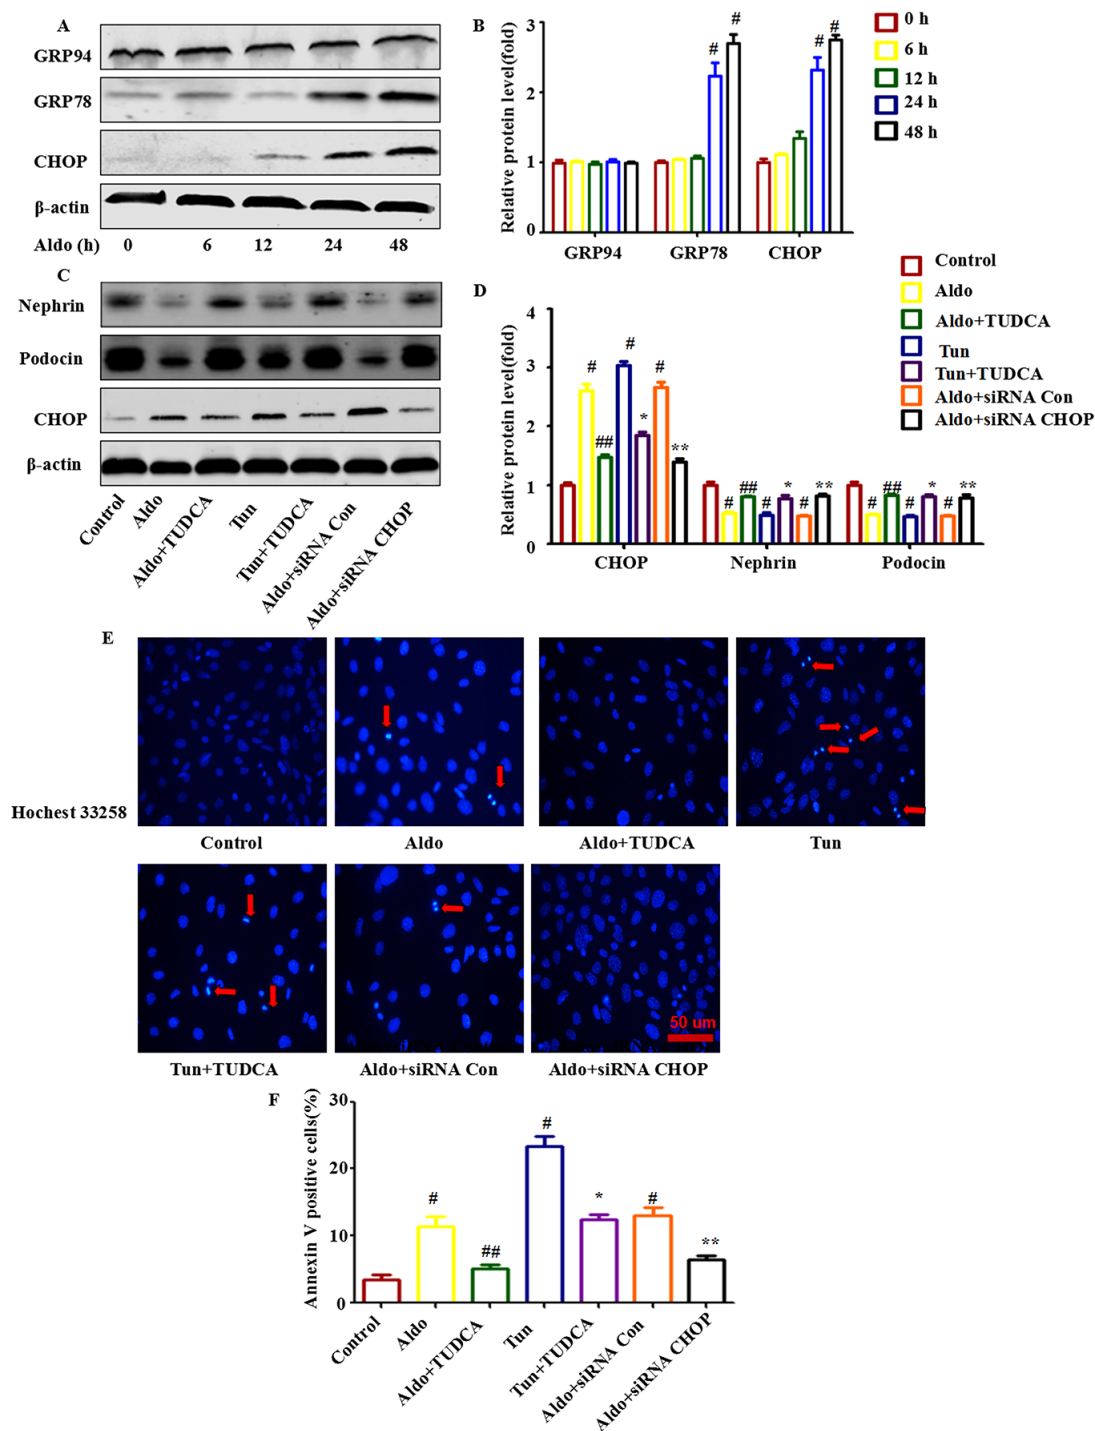 A
GRP94
GRP78
CHOP
β-actin
Aldo (h) 0 6 12 24 48
B
Relative protein level(fold)
3
2
1
0
GRP94 GRP78 CHOP
# # # #
0 h
6 h
12 h
24 h
48 h
C
Nephrin
Podocin
CHOP
β-actin
Control
Aldo
Aldo+TUDCA
Tun
Tun+TUDCA
Aldo+siRNA Con
Aldo+siRNA CHOP
D
Relative protein level(fold)
4
3
2
1
0
# ## # * # **
# ## # * # **
# ## # * # **
CHOP Nephrin Podocin
Control
Aldo
Aldo+TUDCA
Tun
Tun+TUDCA
Aldo+siRNA Con
Aldo+siRNA CHOP
E
Hochest 33258
Control Aldo Aldo+TUDCA Tun
50 um
Tun+TUDCA Aldo+siRNA Con Aldo+siRNA CHOP
F
Annexin V positive cells(%)
30
20
10
0
# ## # * # **
Control
Aldo
Aldo+TUDCA
Tun
Tun+TUDCA
Aldo+siRNA Con
Aldo+siRNA CHOP